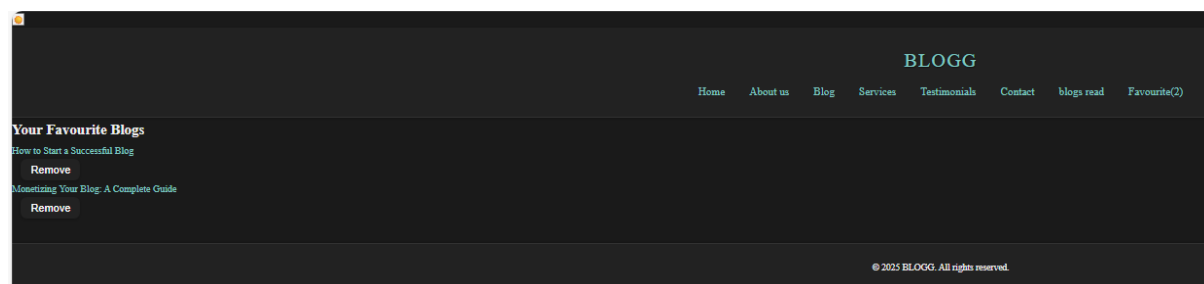 BLOGG
Home About us Blog Services Testimonials Contact blogs read Favourite(2)
Your Favourite Blogs
How to Start a Successful Blog
Remove
Monetizing Your Blog: A Complete Guide
Remove
© 2025 BLOGG. All rights reserved.